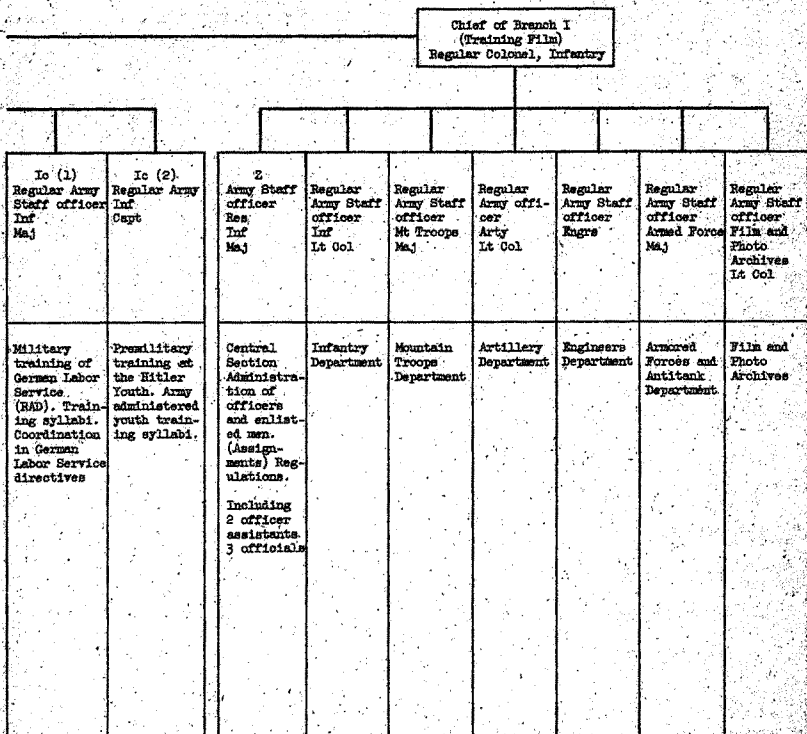 Chief of Branch I
(Training Film)
Regular Colonel, Infantry
Ic (1)
Regular Army
Staff officer
Inf
Maj
Ic (2)
Regular Army
Inf
Capt
Z
Army Staff
officer
Res
Inf
Maj
Regular
Army Staff
officer
Inf
Lt Col
Regular
Army Staff
officer
Mt Troops
Maj
Regular
Army offi-
cer
Arty
Lt Col
Regular
Army Staff
officer
Engrs
Regular
Army Staff
officer
Armed Force
Maj
Regular
Army Staff
officer
Film and
Photo
Archives
Lt Col
Military
training of
German Labor
Service
(RAD). Train-
ing syllabi.
Coordination
in German
Labor Service
directives
Premilitary
training at
the Hitler
Youth. Army
administered
youth train-
ing syllabi.
Central
Section
Administra-
tion of
officers
and enlist-
ed men.
(Assign-
ments) Reg-
ulations.
Including
2 officer
assistants
3 officials
Infantry
Department
Mountain
Troops
Department
Artillery
Department
Engineers
Department
Armored
Forces and
Antitank
Department
Film and
Photo
Archives